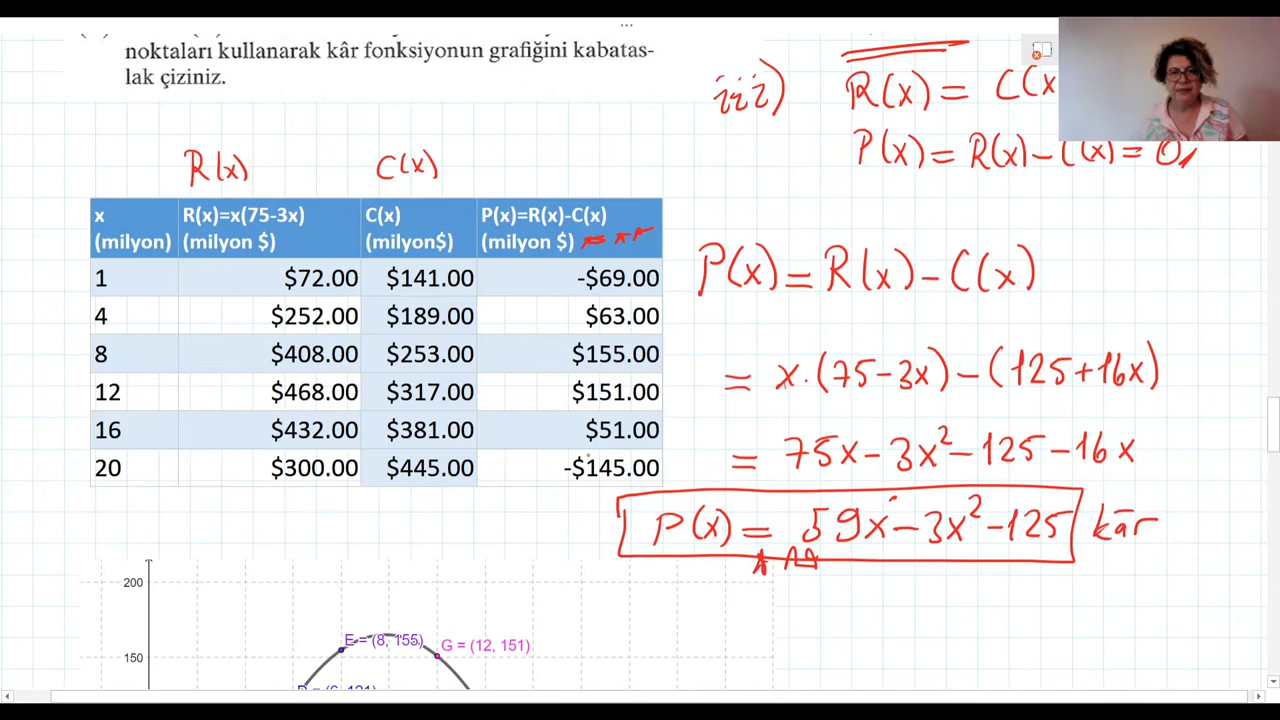 noktaları kullanarak kâr fonksiyonun grafiğini kabatas-
lak çiziniz.
R(x) C(x)
x (milyon) R(x)=x(75-3x) (milyon $) C(x) (milyon$) P(x)=R(x)-C(x) (milyon $)
1 $72.00 $141.00 -$69.00
4 $252.00 $189.00 $63.00
8 $408.00 $253.00 $155.00
12 $468.00 $317.00 $151.00
16 $432.00 $381.00 $51.00
20 $300.00 $445.00 -$145.00
200
150
E = (8, 155)
G = (12, 151)
iii) R(x) = C(x
P(x) = R(x) - C(x) = 0
P(x) = R(x) - C(x)
= x.(75-3x) - (125+16x)
= 75x - 3x² - 125 - 16x
P(x) = 59x - 3x² - 125 kâr